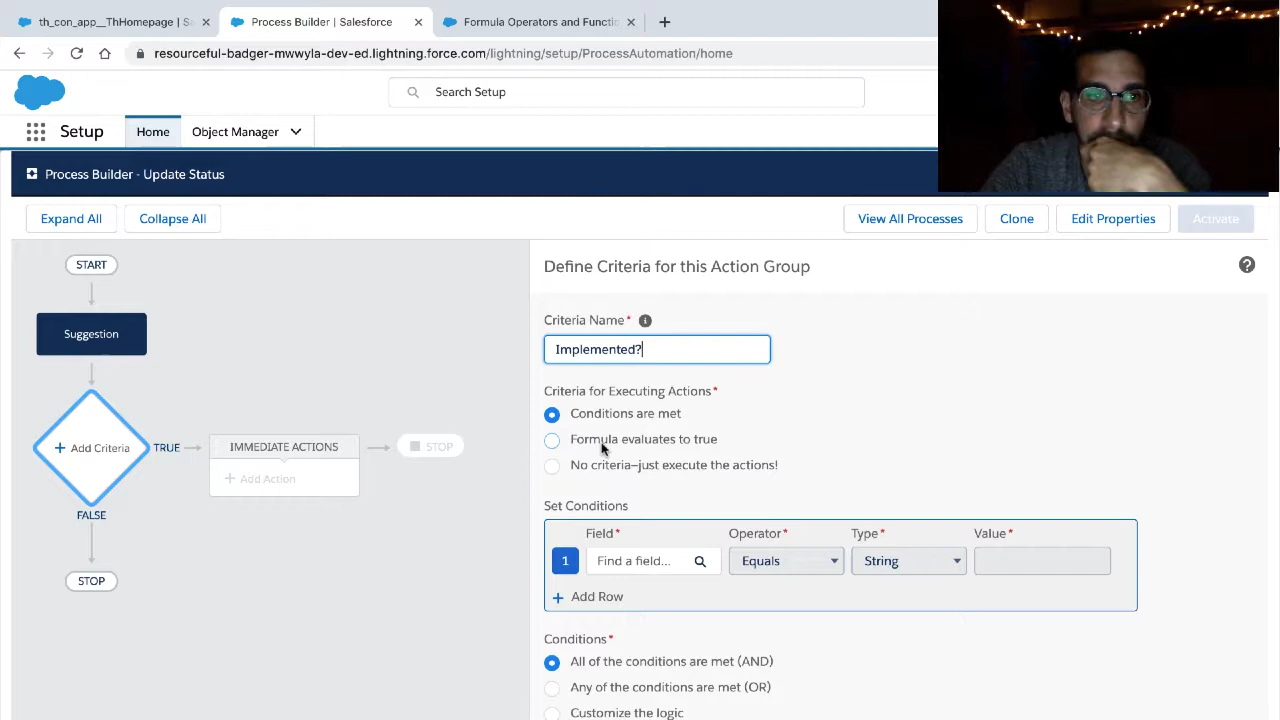 th_con_app__ThHomepage | Sa
Process Builder | Salesforce
Formula Operators and Functio
resourceful-badger-mwwyla-dev-ed.lightning.force.com/lightning/setup/ProcessAutomation/home
Search Setup
Setup
Home
Object Manager
Process Builder - Update Status
Expand All
Collapse All
View All Processes
Clone
Edit Properties
Activate
START
Suggestion
+ Add Criteria
TRUE
IMMEDIATE ACTIONS
+ Add Action
STOP
FALSE
STOP
Define Criteria for this Action Group
Criteria Name*
Implemented?
Criteria for Executing Actions*
Conditions are met
Formula evaluates to true
No criteria—just execute the actions!
Set Conditions
Field* Operator* Type* Value*
1 Find a field... Equals String
+ Add Row
Conditions*
All of the conditions are met (AND)
Any of the conditions are met (OR)
Customize the logic